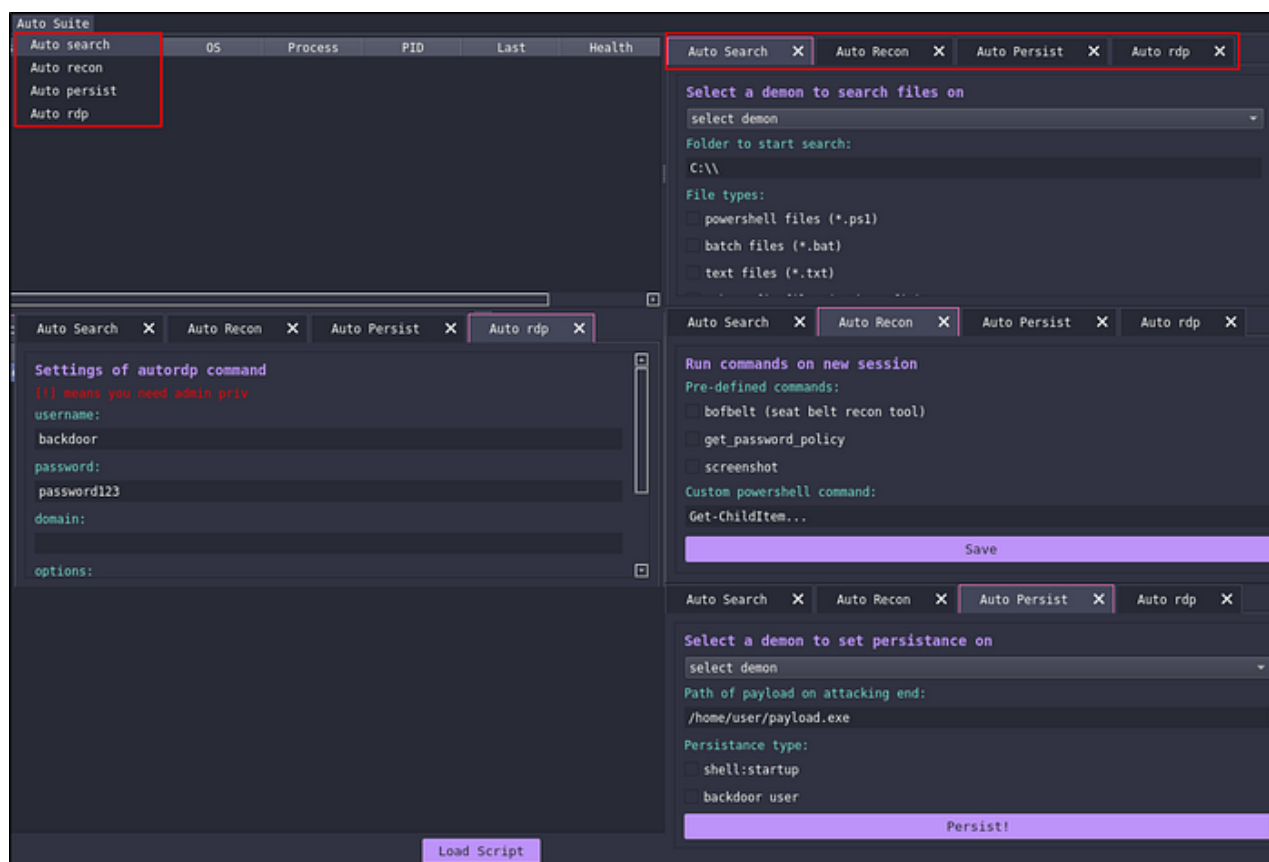 Auto Suite
Auto search
Auto recon
Auto persist
Auto rdp
OS Process PID Last Health
Auto Search X Auto Recon X Auto Persist X Auto rdp X
Select a demon to search files on
select demon
Folder to start search:
C:\\
File types:
powershell files (*.ps1)
batch files (*.bat)
text files (*.txt)
Auto Search X Auto Recon X Auto Persist X Auto rdp X
Settings of autordp command
[!] means you need admin priv
username:
backdoor
password:
password123
domain:
options:
Auto Search X Auto Recon X Auto Persist X Auto rdp X
Run commands on new session
Pre-defined commands:
bofbelt (seat belt recon tool)
get_password_policy
screenshot
Custom powershell command:
Get-ChildItem...
Save
Auto Search X Auto Recon X Auto Persist X Auto rdp X
Select a demon to set persistance on
select demon
Path of payload on attacking end:
/home/user/payload.exe
Persistance type:
shell:startup
backdoor user
Persist!
Load Script